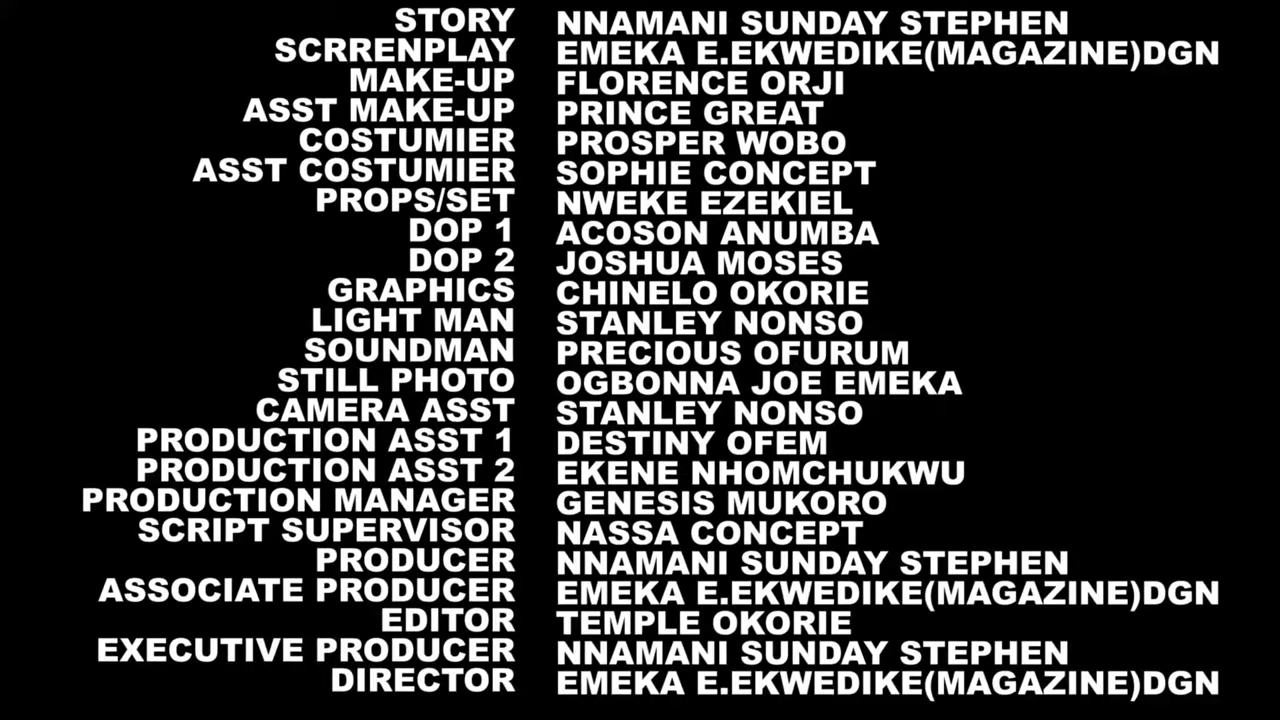 STORY NNAMANI SUNDAY STEPHEN
SCRRENPLAY EMEKA E.EKWEDIKE(MAGAZINE)DGN
MAKE-UP FLORENCE ORJI
ASST MAKE-UP PRINCE GREAT
COSTUMIER PROSPER WOBO
ASST COSTUMIER SOPHIE CONCEPT
PROPS/SET NWEKE EZEKIEL
DOP 1 ACOSON ANUMBA
DOP 2 JOSHUA MOSES
GRAPHICS CHINELO OKORIE
LIGHT MAN STANLEY NONSO
SOUNDMAN PRECIOUS OFURUM
STILL PHOTO OGBONNA JOE EMEKA
CAMERA ASST STANLEY NONSO
PRODUCTION ASST 1 DESTINY OFEM
PRODUCTION ASST 2 EKENE NHOMCHUKWU
PRODUCTION MANAGER GENESIS MUKORO
SCRIPT SUPERVISOR NASSA CONCEPT
PRODUCER NNAMANI SUNDAY STEPHEN
ASSOCIATE PRODUCER EMEKA E.EKWEDIKE(MAGAZINE)DGN
EDITOR TEMPLE OKORIE
EXECUTIVE PRODUCER NNAMANI SUNDAY STEPHEN
DIRECTOR EMEKA E.EKWEDIKE(MAGAZINE)DGN